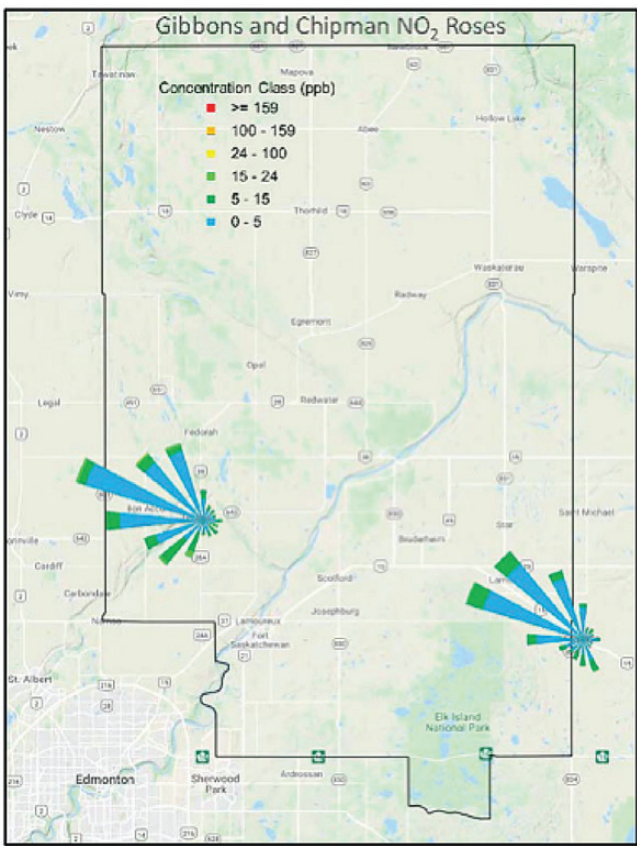 Gibbons and Chipman NO2 Roses
Concentration Class (ppb)
>= 159
100 - 159
24 - 100
15 - 24
5 - 15
0 - 5
Tawatinaw
Mapova
Nestow
Abee
Hollow Lake
Clyde
Thorhild
Waskatenau
Warspite
Vimy
Radway
Egremont
Opal
Legal
Redwater
Fedorah
Bon Acco
Star
Saint Michael
Bruderheim
Cardiff
Scotford
Lamo
Carbondale
Josephburg
Namao
Lamoureux
Fort
Saskatchewan
St. Albert
Elk Island
National Park
Edmonton
Sherwood
Park
Ardrossan